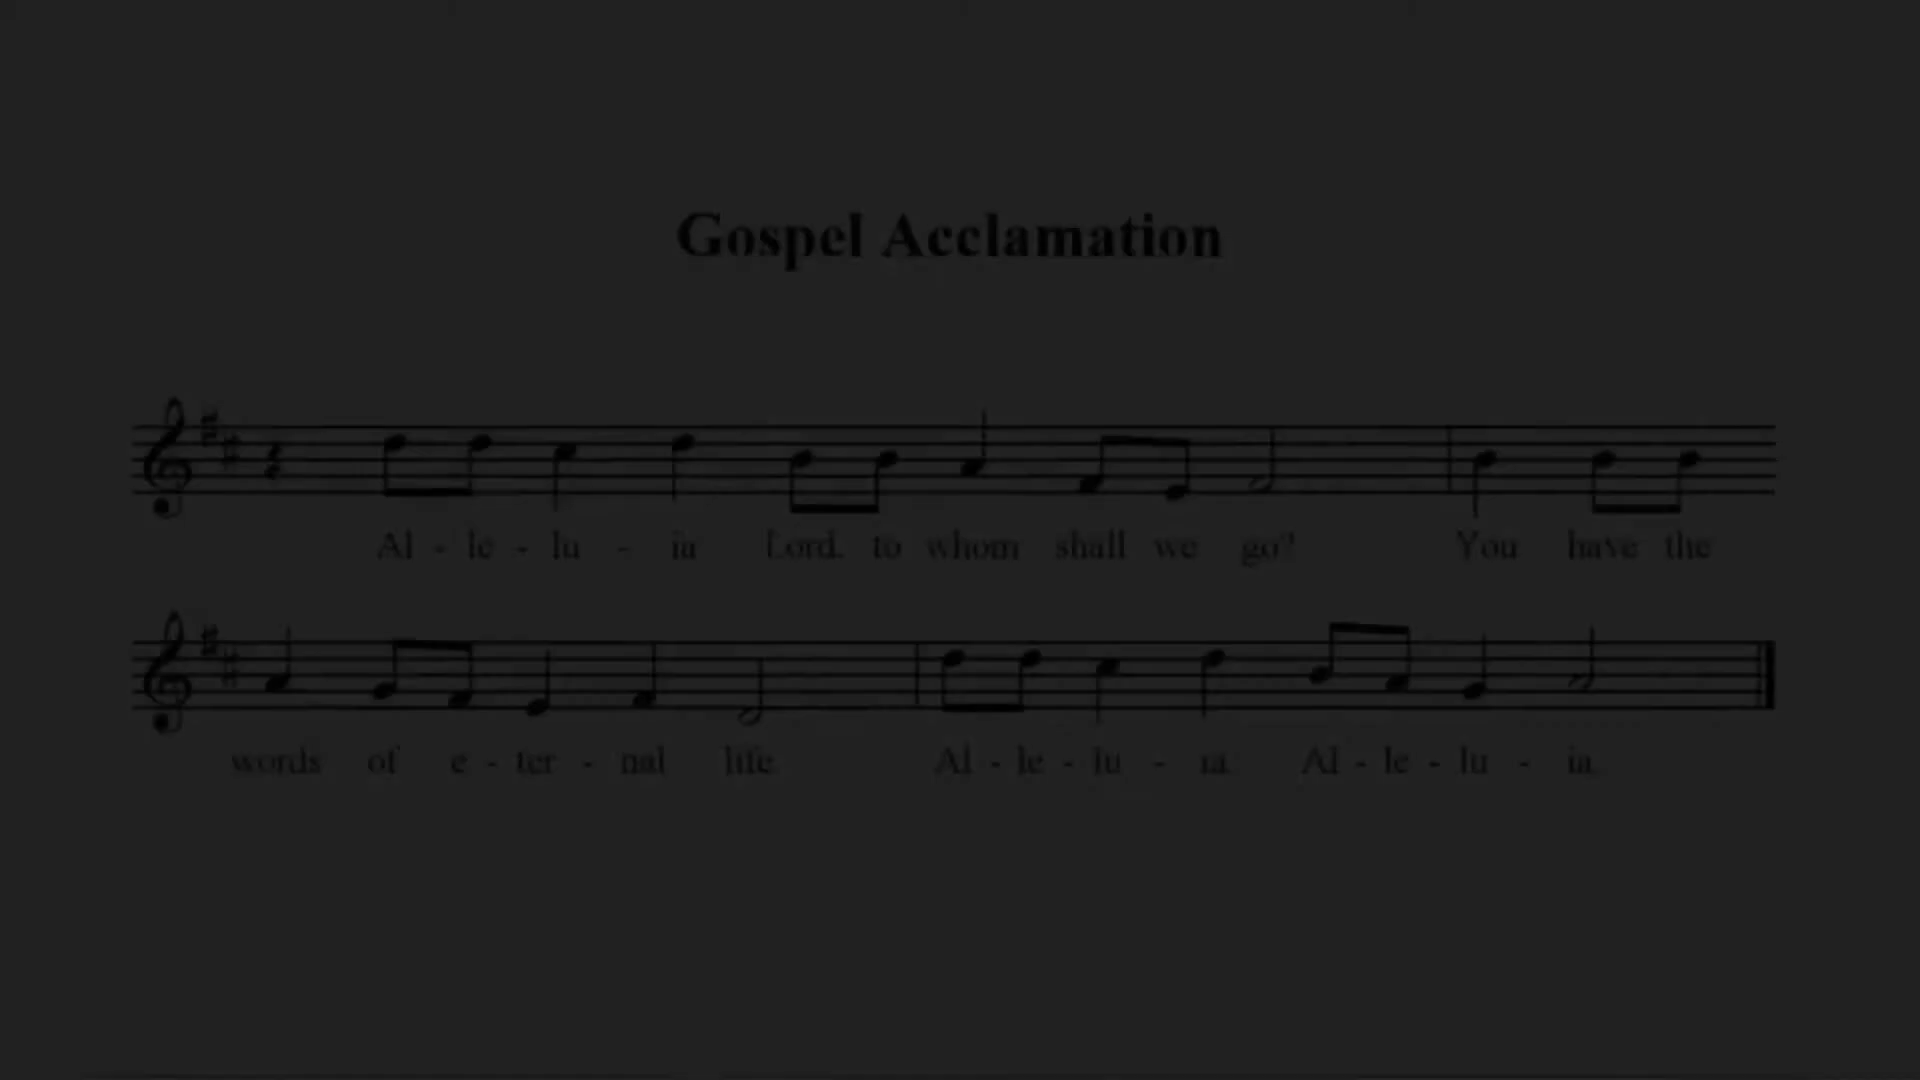 Gospel Acclamation
Al - le - lu - ia Lord, to whom shall we go? You have the
words of e - ter - nal life. Al - le - lu - ia. Al - le - lu - ia.